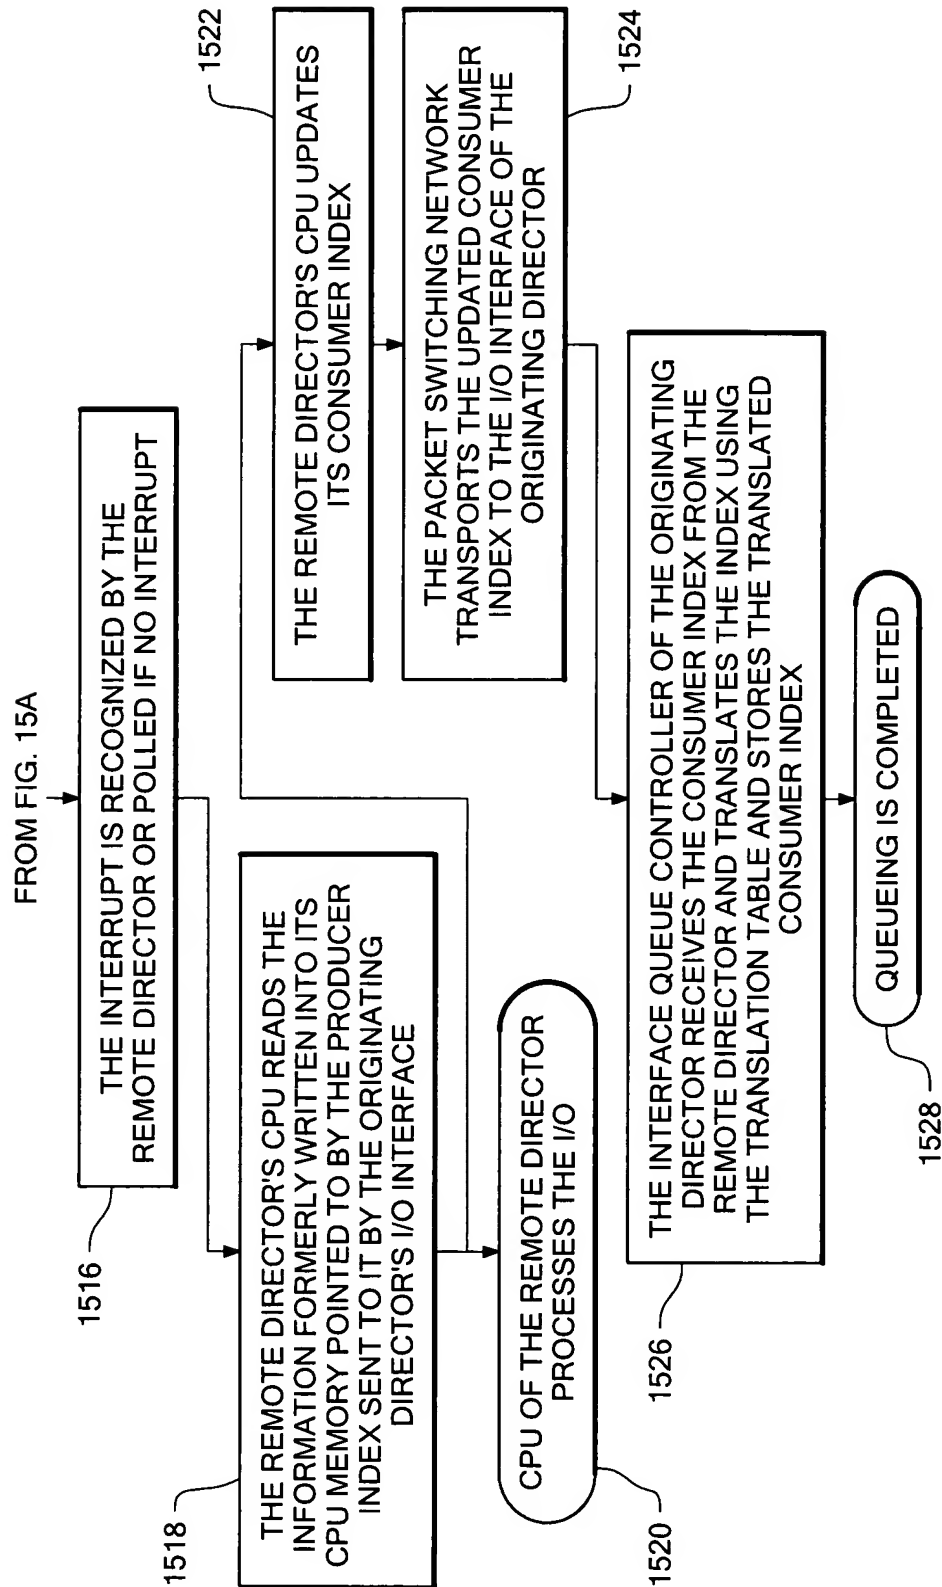 FROM FIG. 15A
THE INTERRUPT IS RECOGNIZED BY THE
REMOTE DIRECTOR OR POLLED IF NO INTERRUPT
1516
THE REMOTE DIRECTOR'S CPU READS THE
INFORMATION FORMERLY WRITTEN INTO ITS
CPU MEMORY POINTED TO BY THE PRODUCER
INDEX SENT TO IT BY THE ORIGINATING
DIRECTOR'S I/O INTERFACE
1518
CPU OF THE REMOTE DIRECTOR
PROCESSES THE I/O
1520
THE REMOTE DIRECTOR'S CPU UPDATES
ITS CONSUMER INDEX
1522
THE PACKET SWITCHING NETWORK
TRANSPORTS THE UPDATED CONSUMER
INDEX TO THE I/O INTERFACE OF THE
ORIGINATING DIRECTOR
1524
THE INTERFACE QUEUE CONTROLLER OF THE ORIGINATING
DIRECTOR RECEIVES THE CONSUMER INDEX FROM THE
REMOTE DIRECTOR AND TRANSLATES THE INDEX USING
THE TRANSLATION TABLE AND STORES THE TRANSLATED
CONSUMER INDEX
1526
QUEUEING IS COMPLETED
1528